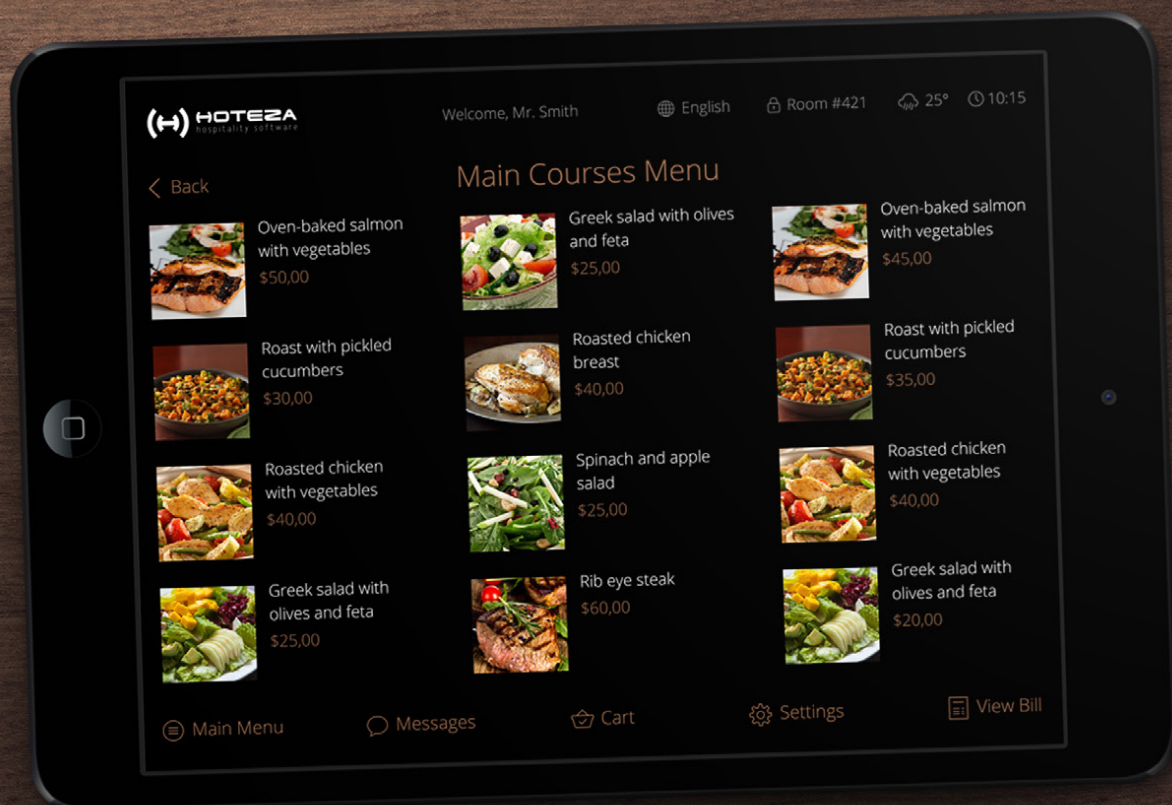 HOTEZA
hospitality software
Welcome, Mr. Smith
English
Room #421
25°
10:15
Back
Main Courses Menu
Oven-baked salmon
with vegetables
$50,00
Greek salad with olives
and feta
$25,00
Oven-baked salmon
with vegetables
$45,00
Roast with pickled
cucumbers
$30,00
Roasted chicken
breast
$40,00
Roast with pickled
cucumbers
$35,00
Roasted chicken
with vegetables
$40,00
Spinach and apple
salad
$25,00
Roasted chicken
with vegetables
$40,00
Greek salad with
olives and feta
$25,00
Rib eye steak
$60,00
Greek salad with
olives and feta
$20,00
Main Menu
Messages
Cart
Settings
View Bill